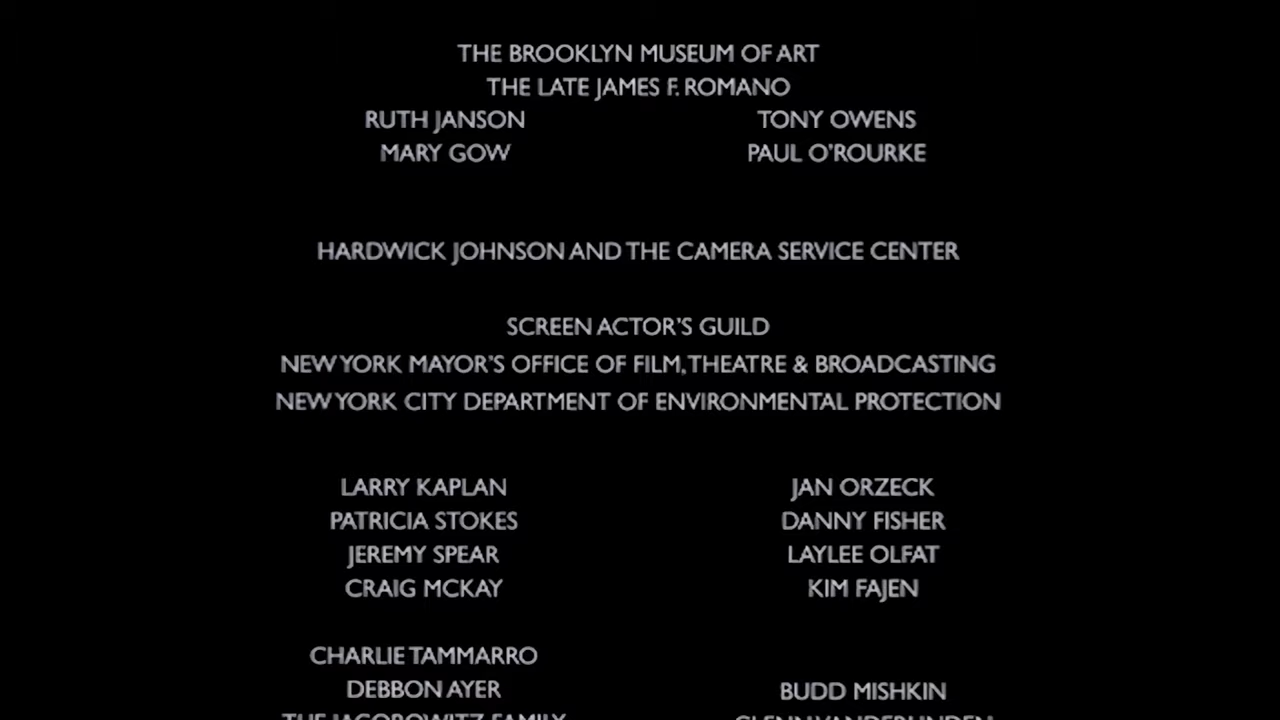 THE BROOKLYN MUSEUM OF ART
THE LATE JAMES F. ROMANO
RUTH JANSON TONY OWENS
MARY GOW PAUL O'ROURKE
HARDWICK JOHNSON AND THE CAMERA SERVICE CENTER
SCREEN ACTOR'S GUILD
NEW YORK MAYOR'S OFFICE OF FILM, THEATRE & BROADCASTING
NEW YORK CITY DEPARTMENT OF ENVIRONMENTAL PROTECTION
LARRY KAPLAN JAN ORZECK
PATRICIA STOKES DANNY FISHER
JEREMY SPEAR LAYLEE OLFAT
CRAIG MCKAY KIM FAJEN
CHARLIE TAMMARRO
DEBBON AYER BUDD MISHKIN
THE JACOBOWITZ FAMILY